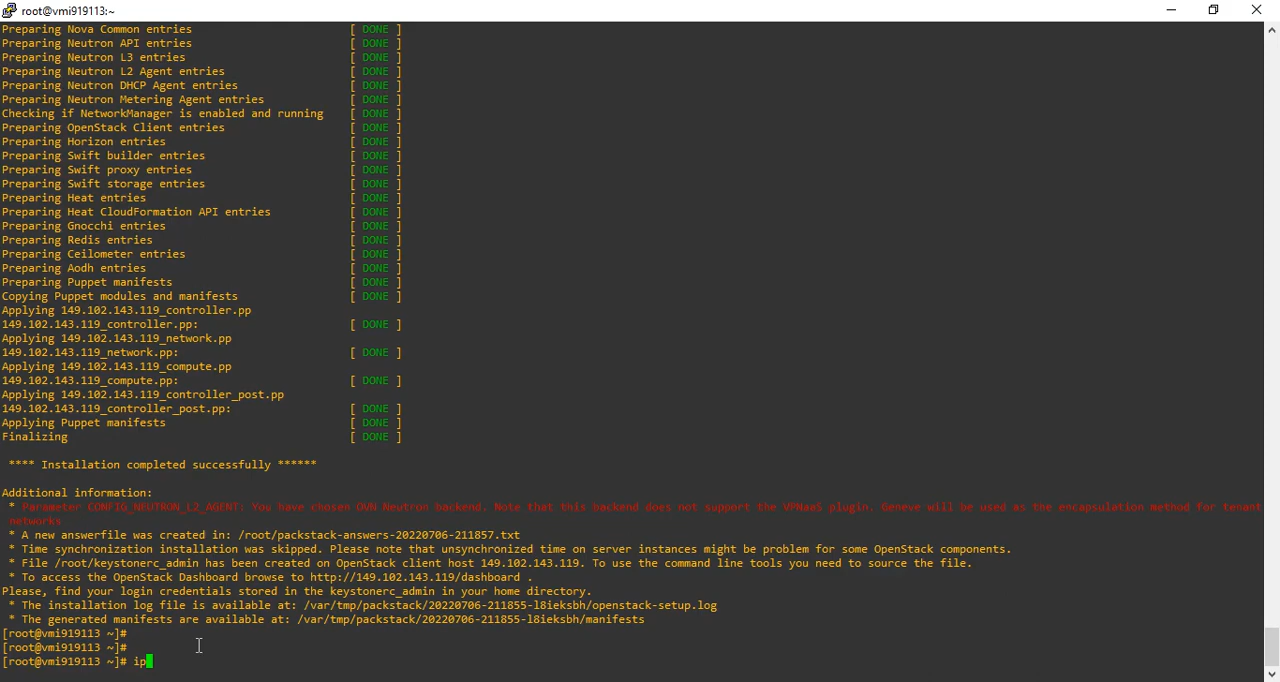 root@vmi919113:~
Preparing Nova Common entries [ DONE ]
Preparing Neutron API entries [ DONE ]
Preparing Neutron L3 entries [ DONE ]
Preparing Neutron L2 Agent entries [ DONE ]
Preparing Neutron DHCP Agent entries [ DONE ]
Preparing Neutron Metering Agent entries [ DONE ]
Checking if NetworkManager is enabled and running [ DONE ]
Preparing OpenStack Client entries [ DONE ]
Preparing Horizon entries [ DONE ]
Preparing Swift builder entries [ DONE ]
Preparing Swift proxy entries [ DONE ]
Preparing Swift storage entries [ DONE ]
Preparing Heat entries [ DONE ]
Preparing Heat CloudFormation API entries [ DONE ]
Preparing Gnocchi entries [ DONE ]
Preparing Redis entries [ DONE ]
Preparing Ceilometer entries [ DONE ]
Preparing Aodh entries [ DONE ]
Preparing Puppet manifests [ DONE ]
Copying Puppet modules and manifests [ DONE ]
Applying 149.102.143.119_controller.pp
149.102.143.119_controller.pp: [ DONE ]
Applying 149.102.143.119_network.pp
149.102.143.119_network.pp: [ DONE ]
Applying 149.102.143.119_compute.pp
149.102.143.119_compute.pp: [ DONE ]
Applying 149.102.143.119_controller_post.pp
149.102.143.119_controller_post.pp: [ DONE ]
Applying Puppet manifests [ DONE ]
Finalizing [ DONE ]
**** Installation completed successfully ******
Additional information:
* Parameter CONFIG_NEUTRON_L2_AGENT: You have chosen OVN Neutron backend. Note that this backend does not support the VPNaaS plugin. Geneve will be used as the encapsulation method for tenant
networks
* A new answerfile was created in: /root/packstack-answers-20220706-211857.txt
* Time synchronization installation was skipped. Please note that unsynchronized time on server instances might be problem for some OpenStack components.
* File /root/keystonerc_admin has been created on OpenStack client host 149.102.143.119. To use the command line tools you need to source the file.
* To access the OpenStack Dashboard browse to http://149.102.143.119/dashboard .
Please, find your login credentials stored in the keystonerc_admin in your home directory.
* The installation log file is available at: /var/tmp/packstack/20220706-211855-l8ieksbh/openstack-setup.log
* The generated manifests are available at: /var/tmp/packstack/20220706-211855-l8ieksbh/manifests
[root@vmi919113 ~]#
[root@vmi919113 ~]#
[root@vmi919113 ~]# ip